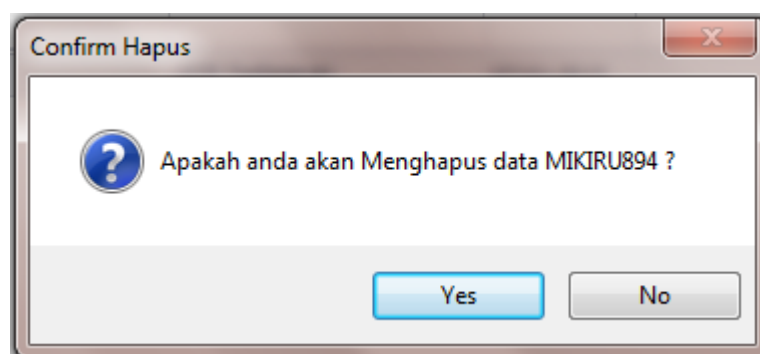 Confirm Hapus
Apakah anda akan Menghapus data MIKIRU894 ?
Yes
No